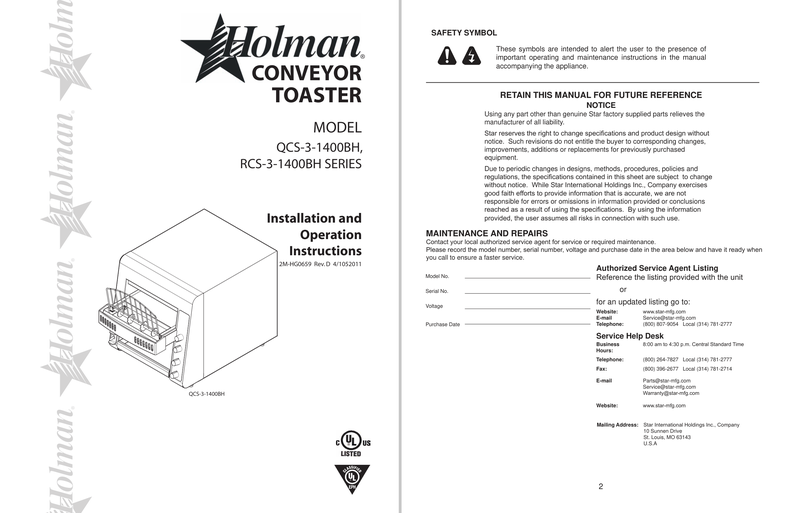 Holman®
CONVEYOR
TOASTER
MODEL
QCS-3-1400BH,
RCS-3-1400BH SERIES
Installation and
Operation
Instructions
2M-HG0659 Rev. D 4/1052011
QCS-3-1400BH
C UL US
LISTED
CLASSIFIED
UL
EPH
Holman
Holman
Holman
Holman
SAFETY SYMBOL
These symbols are intended to alert the user to the presence of
important operating and maintenance instructions in the manual
accompanying the appliance.
RETAIN THIS MANUAL FOR FUTURE REFERENCE
NOTICE
Using any part other than genuine Star factory supplied parts relieves the
manufacturer of all liability.
Star reserves the right to change specifications and product design without
notice. Such revisions do not entitle the buyer to corresponding changes,
improvements, additions or replacements for previously purchased
equipment.
Due to periodic changes in designs, methods, procedures, policies and
regulations, the specifications contained in this sheet are subject to change
without notice. While Star International Holdings Inc., Company exercises
good faith efforts to provide information that is accurate, we are not
responsible for errors or omissions in information provided or conclusions
reached as a result of using the specifications. By using the information
provided, the user assumes all risks in connection with such use.
MAINTENANCE AND REPAIRS
Contact your local authorized service agent for service or required maintenance.
Please record the model number, serial number, voltage and purchase date in the area below and have it ready when
you call to ensure a faster service.
Model No.
Serial No.
Voltage
Purchase Date
Authorized Service Agent Listing
Reference the listing provided with the unit
or
for an updated listing go to:
Website: www.star-mfg.com
E-mail Service@star-mfg.com
Telephone: (800) 807-9054 Local (314) 781-2777
Service Help Desk
Business 8:00 am to 4:30 p.m. Central Standard Time
Hours:
Telephone: (800) 264-7827 Local (314) 781-2777
Fax: (800) 396-2677 Local (314) 781-2714
E-mail Parts@star-mfg.com
Service@star-mfg.com
Warranty@star-mfg.com
Website: www.star-mfg.com
Mailing Address: Star International Holdings Inc., Company
10 Sunnen Drive
St. Louis, MO 63143
U.S.A
2